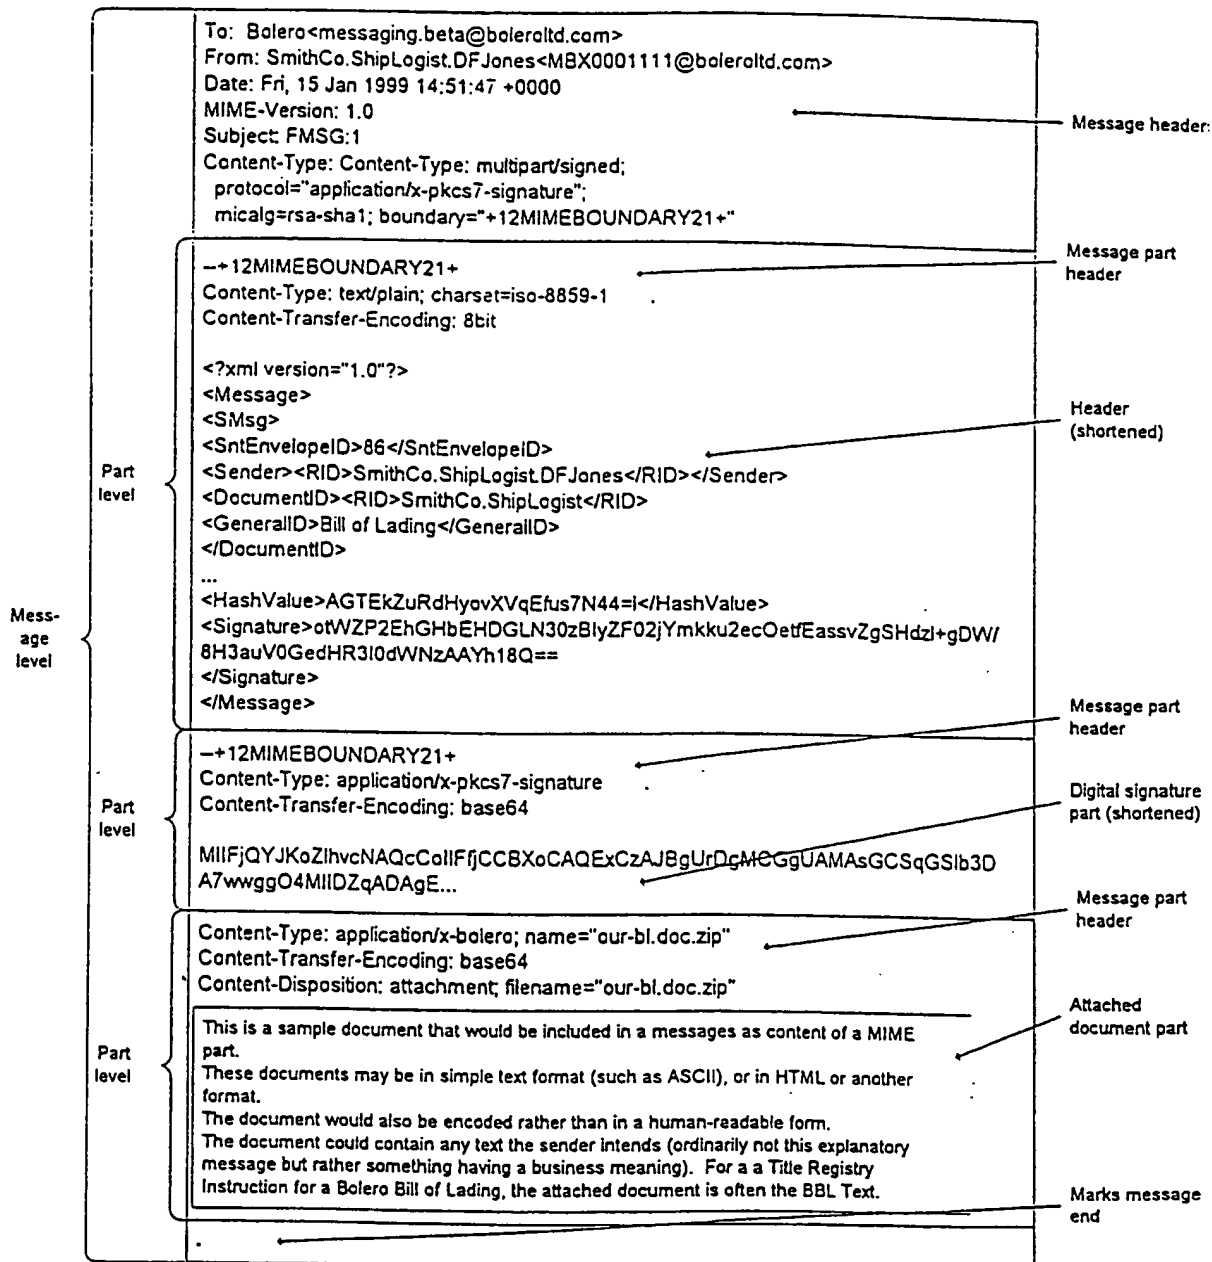 To: Bolero<messaging.beta@boleroltd.com>
From: SmithCo.ShipLogist.DFJones<MBX0001111@boleroltd.com>
Date: Fri, 15 Jan 1999 14:51:47 +0000
MIME-Version: 1.0
Subject: FMSG:1
Content-Type: Content-Type: multipart/signed;
protocol="application/x-pkcs7-signature";
micalg=rsa-sha1; boundary="+12MIMEBOUNDARY21+"
Message header:
--+12MIMEBOUNDARY21+
Content-Type: text/plain; charset=iso-8859-1
Content-Transfer-Encoding: 8bit
Message part
header
<?xml version="1.0"?>
<Message>
<SMsg>
<SntEnvelopeID>86</SntEnvelopeID>
<Sender><RID>SmithCo.ShipLogist.DFJones</RID></Sender>
<DocumentID><RID>SmithCo.ShipLogist</RID>
<GeneralID>Bill of Lading</GeneralID>
</DocumentID>
...
<HashValue>AGTEkZuRdHyovXVqEfus7N44=i</HashValue>
<Signature>otWZP2EhGHbEHDGLN30zBlyZF02jYmkku2ecOetfEassvZgSHdzl+gDW/
8H3auV0GedHR3I0dWNzAAYh18Q==
</Signature>
</Message>
Header
(shortened)
Part
level
Mess-
age
level
--+12MIMEBOUNDARY21+
Content-Type: application/x-pkcs7-signature
Content-Transfer-Encoding: base64
Message part
header
MIIFjQYJKoZIhvcNAQcCoIIFfjCCBXoCAQExCzAJBgUrDgMCGgUAMAsGCSqGSIb3D
A7wwggO4MIIDZqADAgE...
Digital signature
part (shortened)
Part
level
Content-Type: application/x-bolero; name="our-bl.doc.zip"
Content-Transfer-Encoding: base64
Content-Disposition: attachment; filename="our-bl.doc.zip"
Message part
header
This is a sample document that would be included in a messages as content of a MIME
part.
These documents may be in simple text format (such as ASCII), or in HTML or another
format.
The document would also be encoded rather than in a human-readable form.
The document could contain any text the sender intends (ordinarily not this explanatory
message but rather something having a business meaning). For a a Title Registry
Instruction for a Bolero Bill of Lading, the attached document is often the BBL Text.
Attached
document part
Part
level
.
Marks message
end